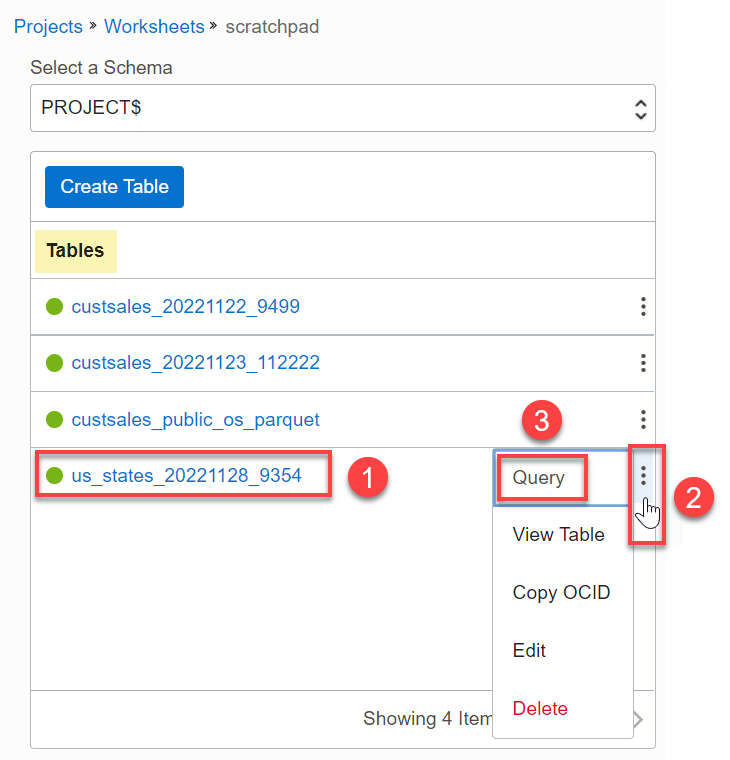 Projects » Worksheets » scratchpad
Select a Schema
PROJECT$
Create Table
Tables
custsales_20221122_9499
custsales_20221123_112222
custsales_public_os_parquet
3
us_states_20221128_9354
1
Query
2
View Table
Copy OCID
Edit
Delete
Showing 4 Item